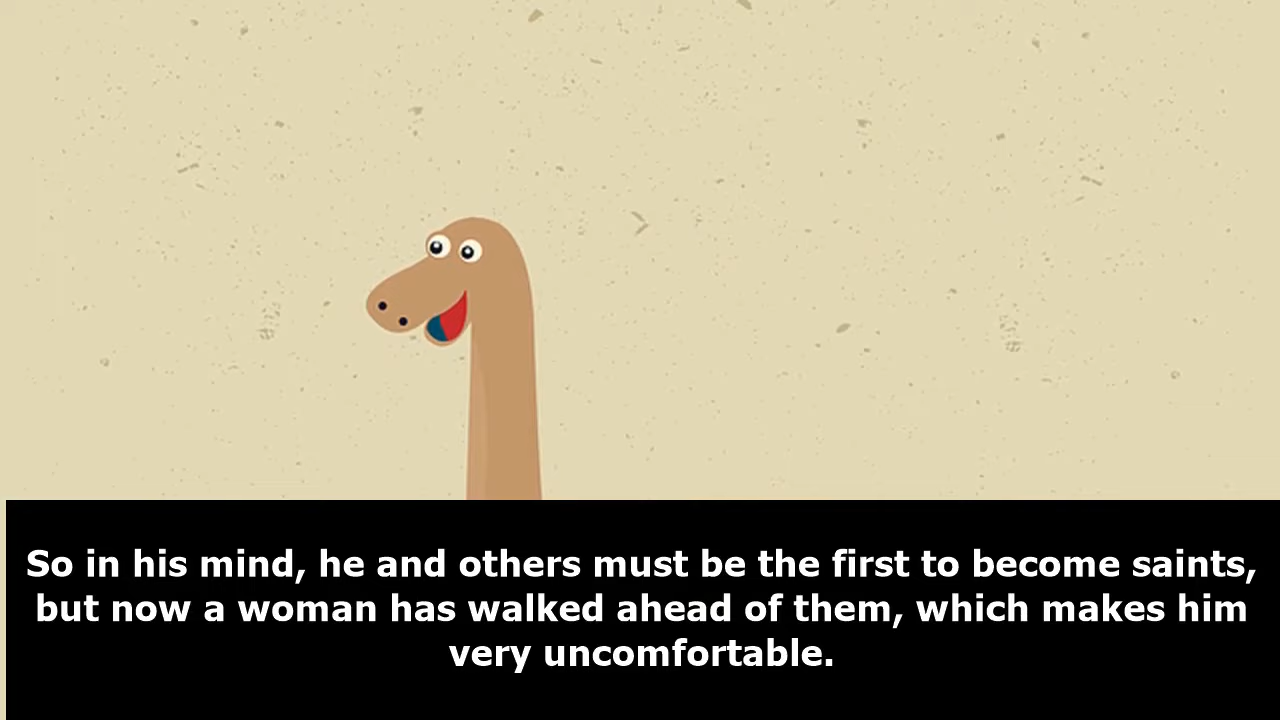 So in his mind, he and others must be the first to become saints,
but now a woman has walked ahead of them, which makes him
very uncomfortable.